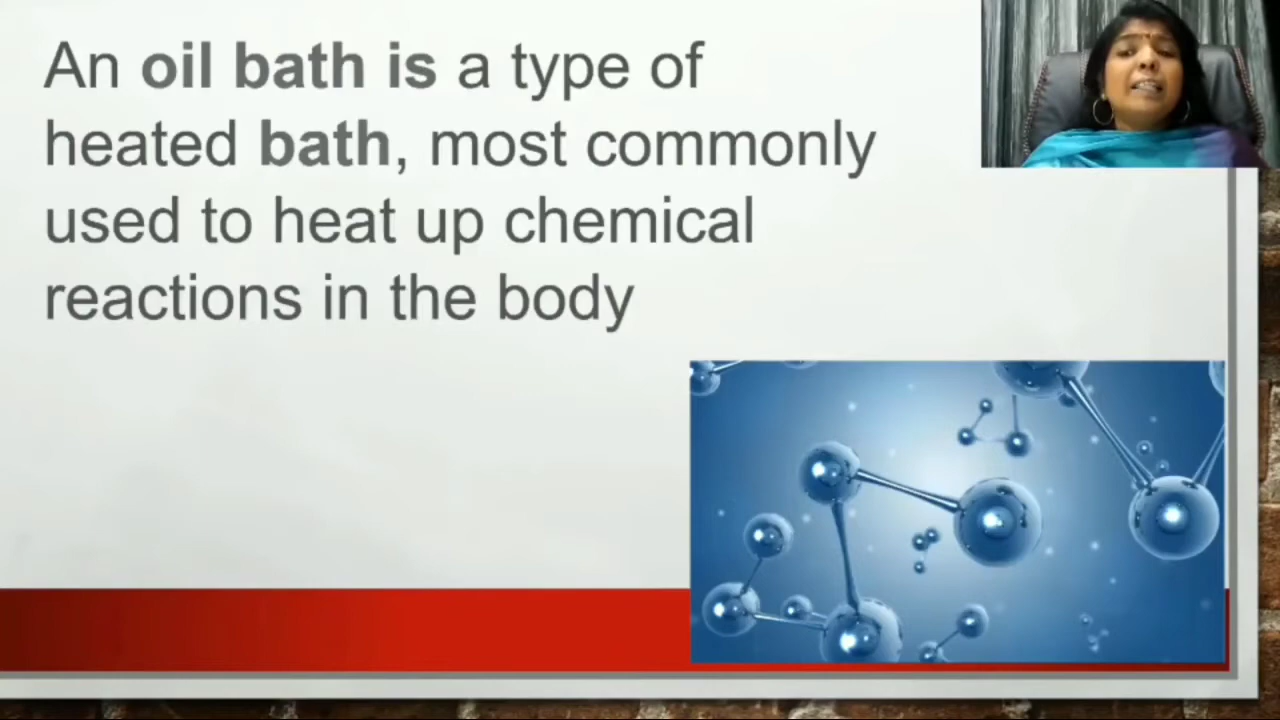 An oil bath is a type of
heated bath, most commonly
used to heat up chemical
reactions in the body